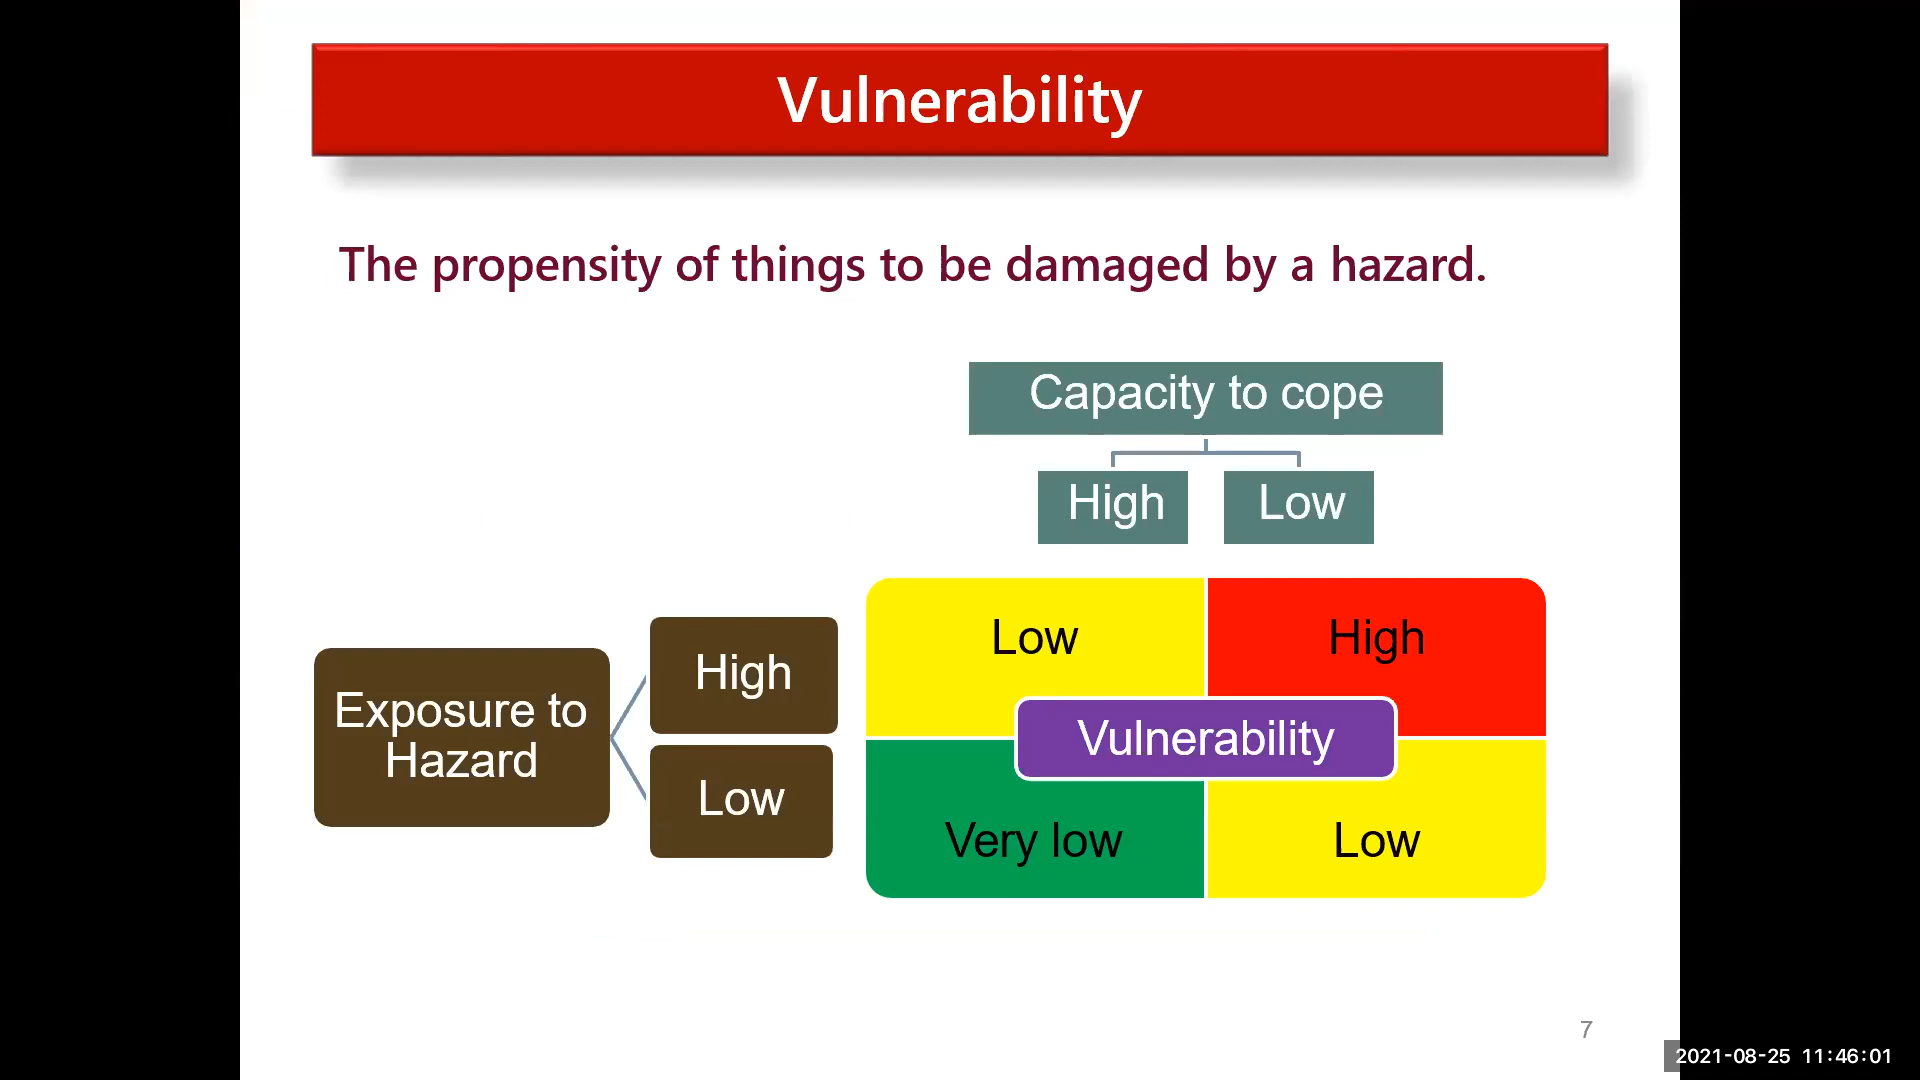 Vulnerability
The propensity of things to be damaged by a hazard.
Capacity to cope
High
Low
Exposure to
Hazard
High
Low
Low
High
Vulnerability
Very low
Low
7
2021-08-25 11:46:01